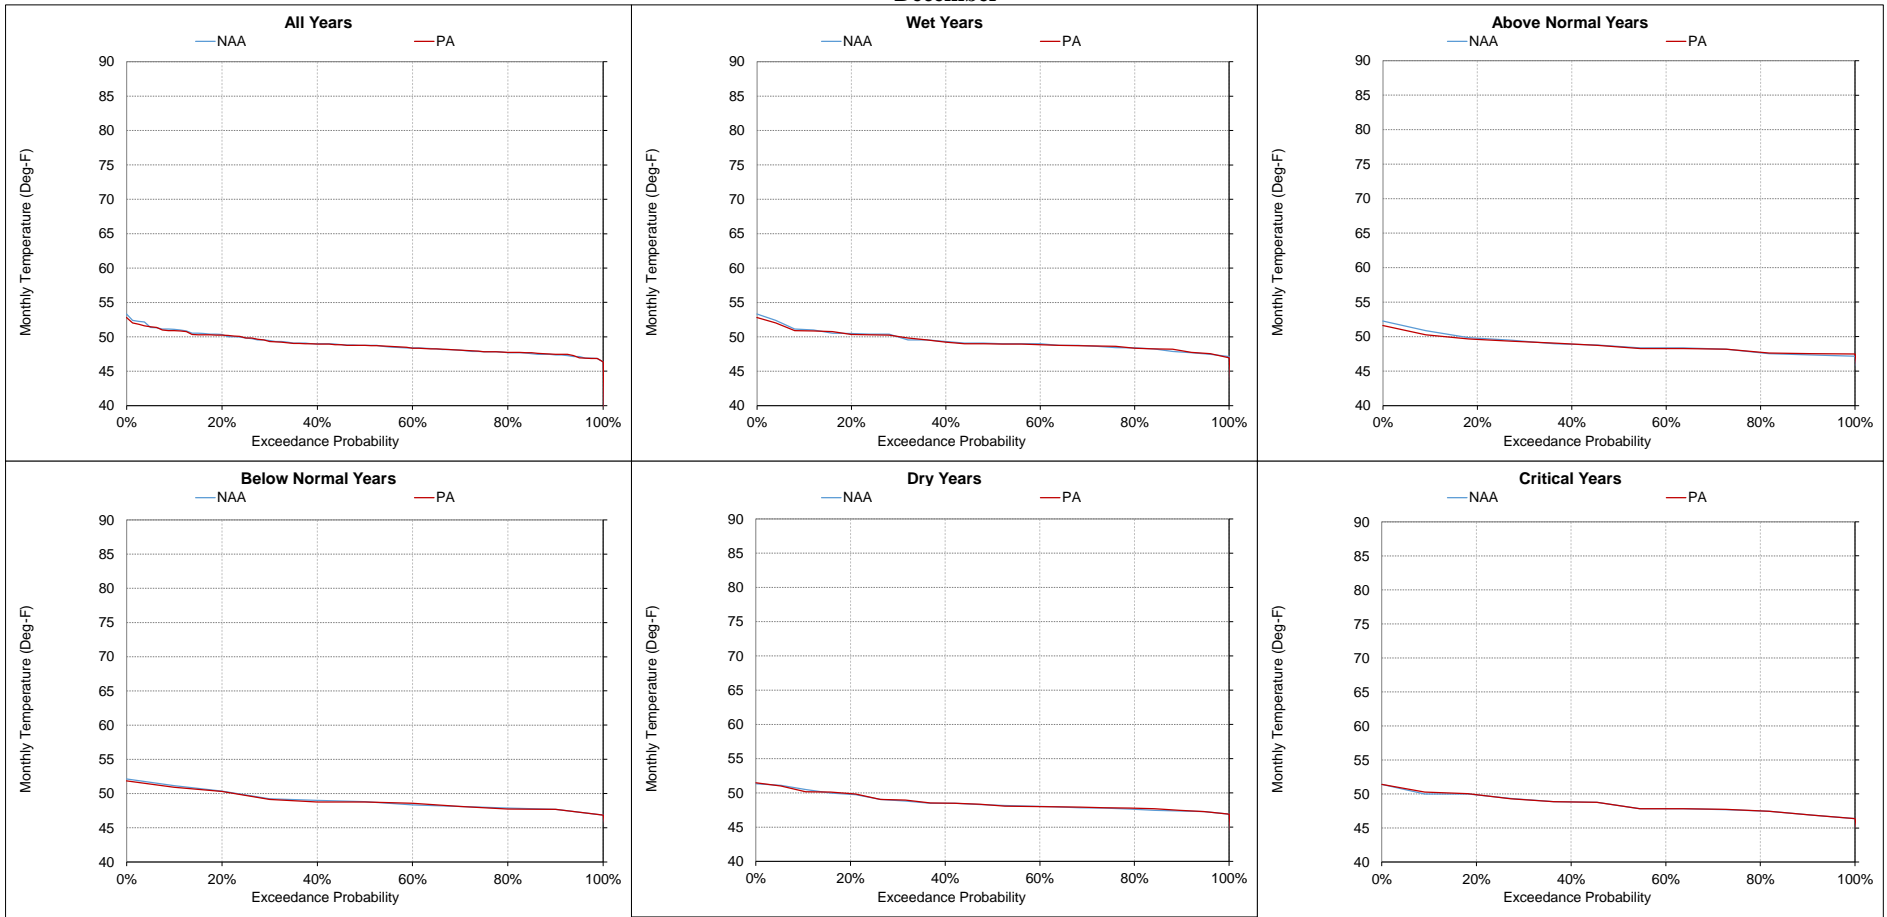 December
All Years
NAA PA
90
85
80
75
70
65
60
55
50
45
40
Monthly Temperature (Deg-F)
0% 20% 40% 60% 80% 100%
Exceedance Probability
Wet Years
NAA PA
90
85
80
75
70
65
60
55
50
45
40
Monthly Temperature (Deg-F)
0% 20% 40% 60% 80% 100%
Exceedance Probability
Above Normal Years
NAA PA
90
85
80
75
70
65
60
55
50
45
40
Monthly Temperature (Deg-F)
0% 20% 40% 60% 80% 100%
Exceedance Probability
Below Normal Years
NAA PA
90
85
80
75
70
65
60
55
50
45
40
Monthly Temperature (Deg-F)
0% 20% 40% 60% 80% 100%
Exceedance Probability
Dry Years
NAA PA
90
85
80
75
70
65
60
55
50
45
40
Monthly Temperature (Deg-F)
0% 20% 40% 60% 80% 100%
Exceedance Probability
Critical Years
NAA PA
90
85
80
75
70
65
60
55
50
45
40
Monthly Temperature (Deg-F)
0% 20% 40% 60% 80% 100%
Exceedance Probability